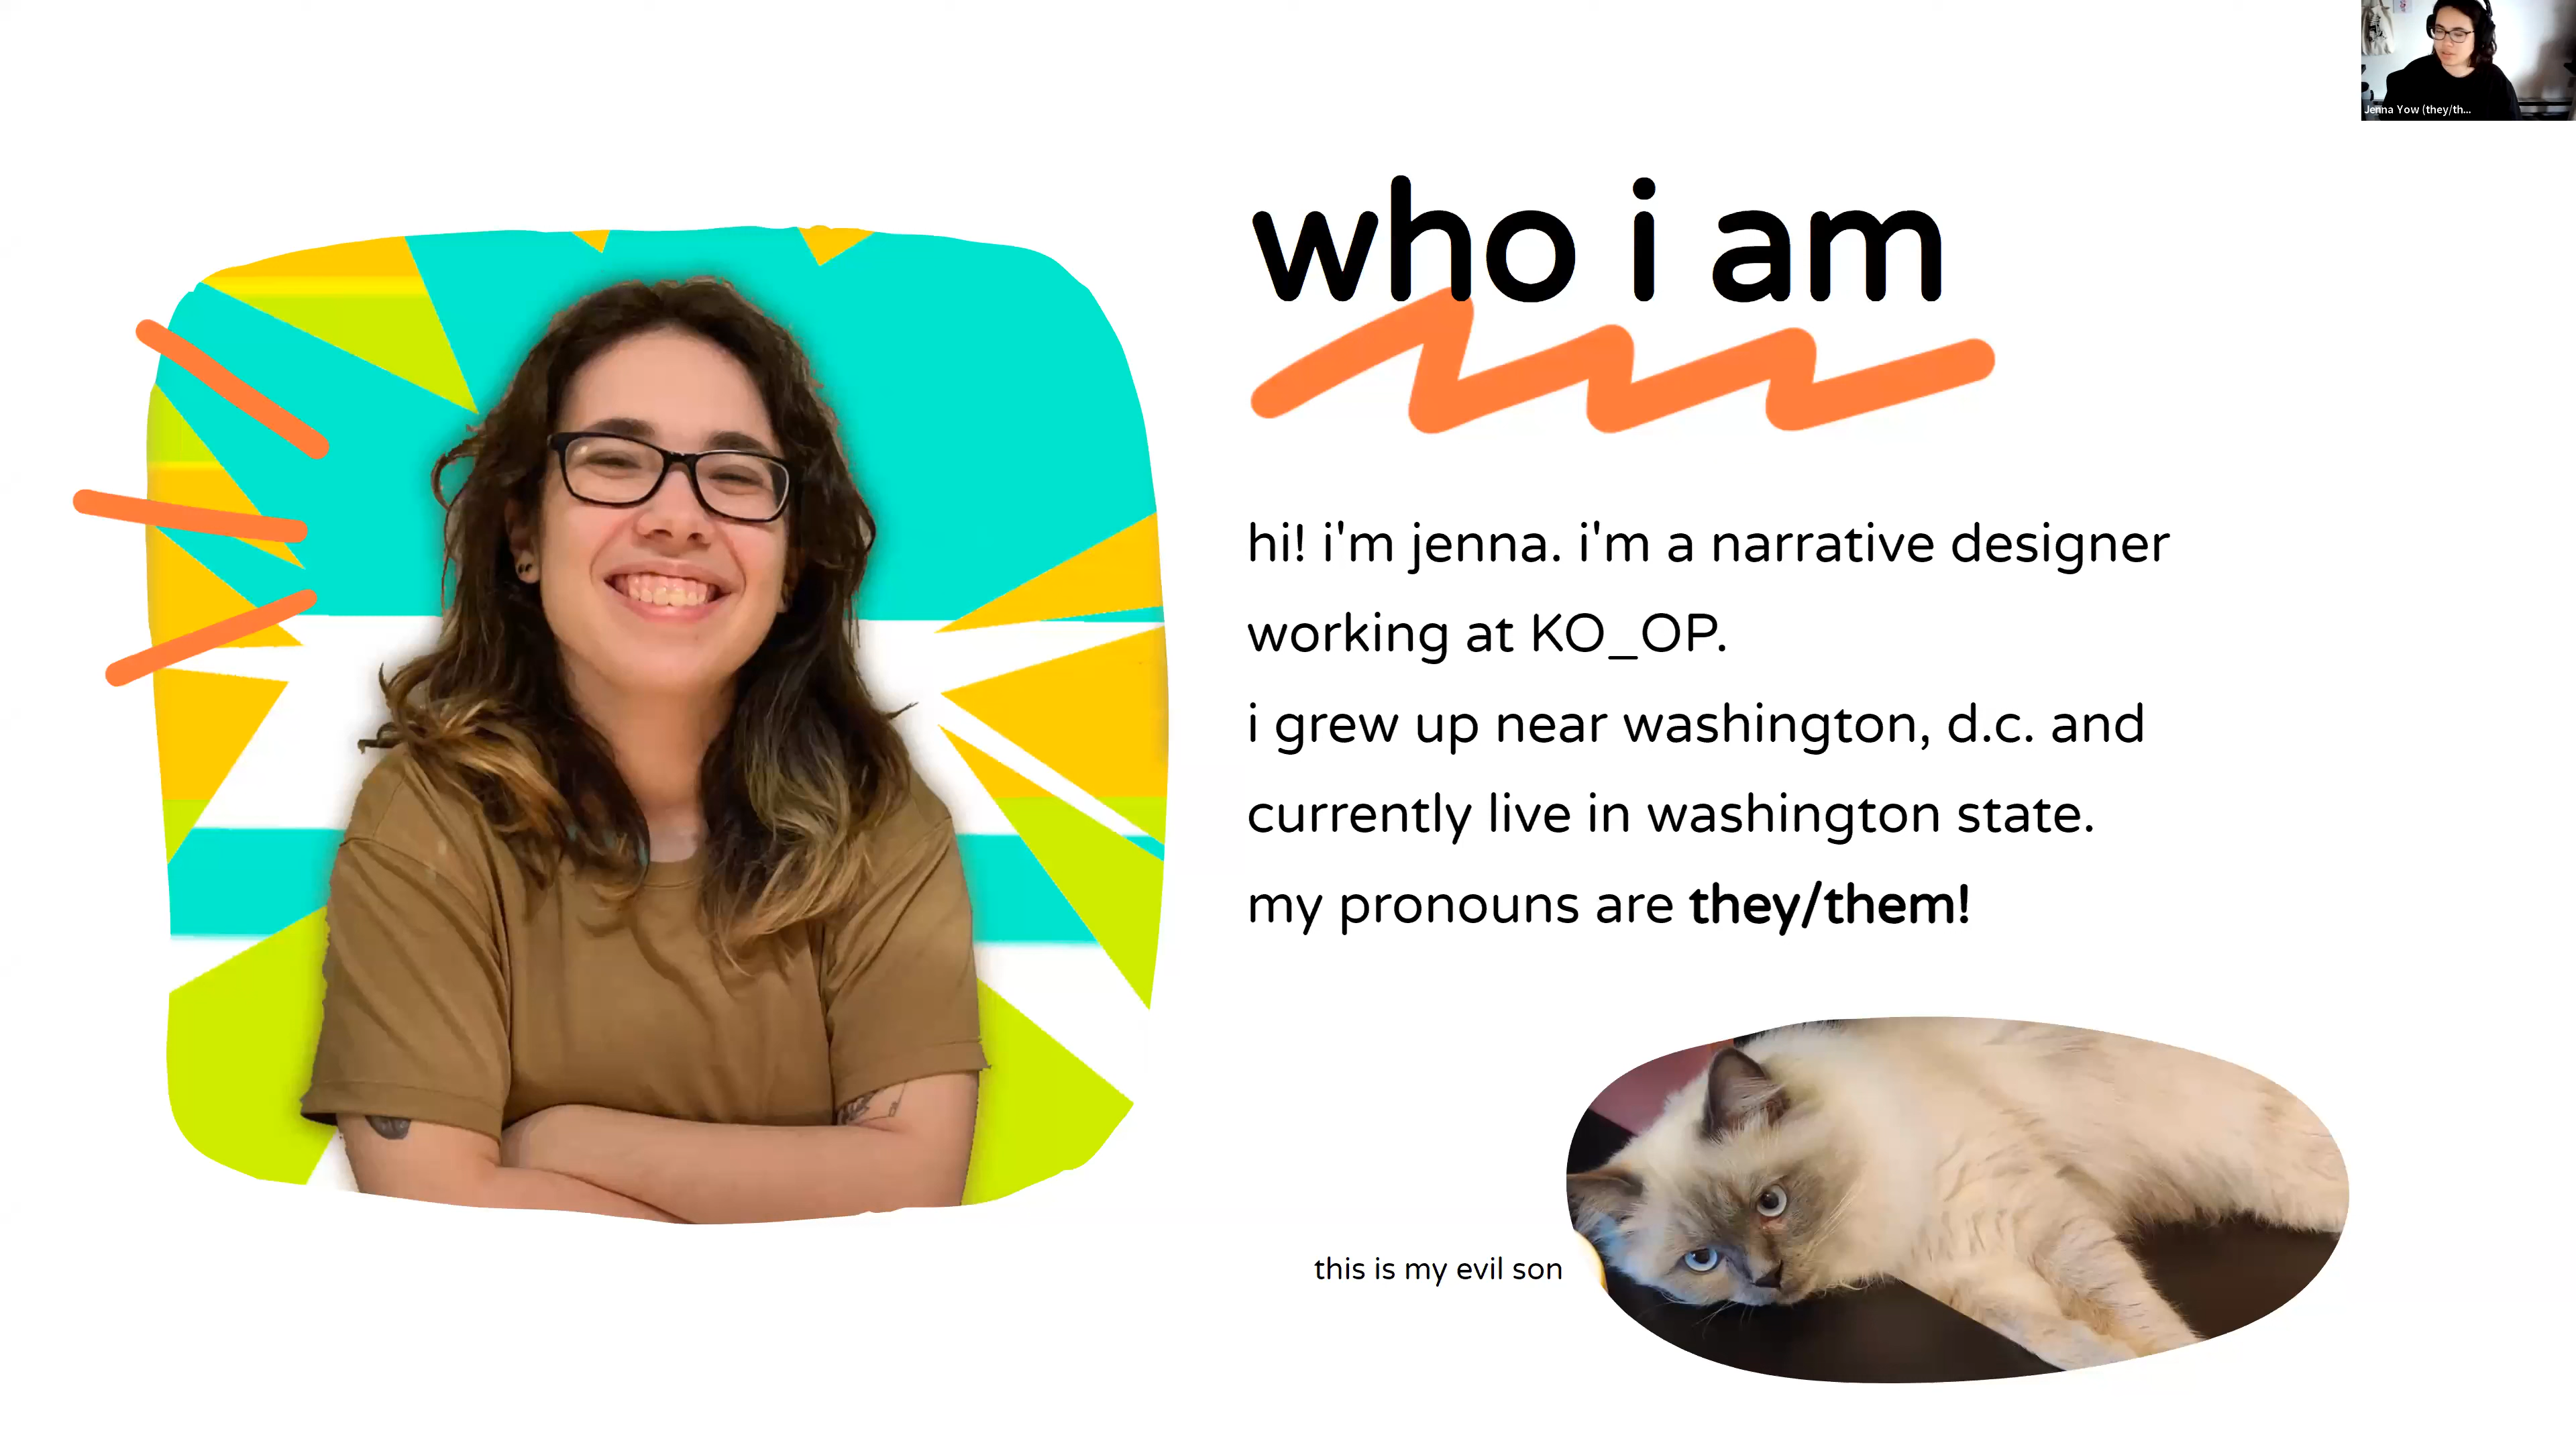 Jenna Yow (they/th...
who i am
hi! i'm jenna. i'm a narrative designer
working at KO_OP.
i grew up near washington, d.c. and
currently live in washington state.
my pronouns are they/them!
this is my evil son